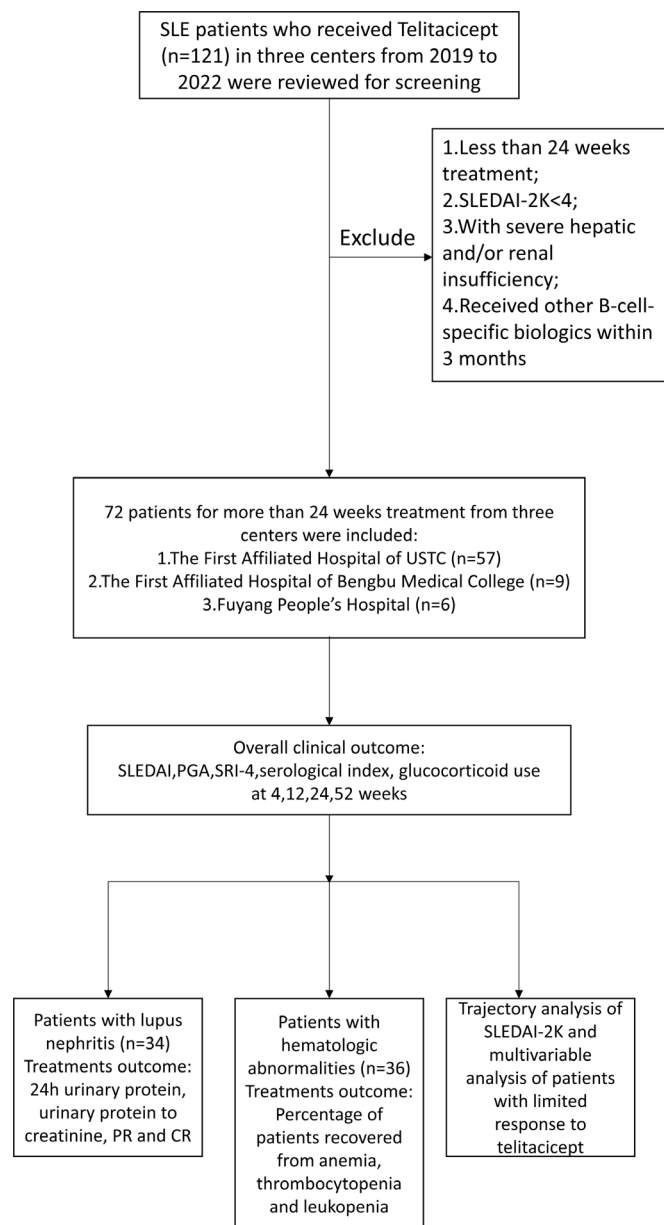 SLE patients who received Telitacicept
(n=121) in three centers from 2019 to
2022 were reviewed for screening
Exclude
1.Less than 24 weeks
treatment;
2.SLEDAI-2K<4;
3.With severe hepatic
and/or renal
insufficiency;
4.Received other B-cell-
specific biologics within
3 months
72 patients for more than 24 weeks treatment from three
centers were included:
1.The First Affiliated Hospital of USTC (n=57)
2.The First Affiliated Hospital of Bengbu Medical College (n=9)
3.Fuyang People's Hospital (n=6)
Overall clinical outcome:
SLEDAI,PGA,SRI-4,serological index, glucocorticoid use
at 4,12,24,52 weeks
Patients with lupus
nephritis (n=34)
Treatments outcome:
24h urinary protein,
urinary protein to
creatinine, PR and CR
Patients with
hematologic
abnormalities (n=36)
Treatments outcome:
Percentage of
patients recovered
from anemia,
thrombocytopenia
and leukopenia
Trajectory analysis of
SLEDAI-2K and
multivariable
analysis of patients
with limited
response to
telitacicept